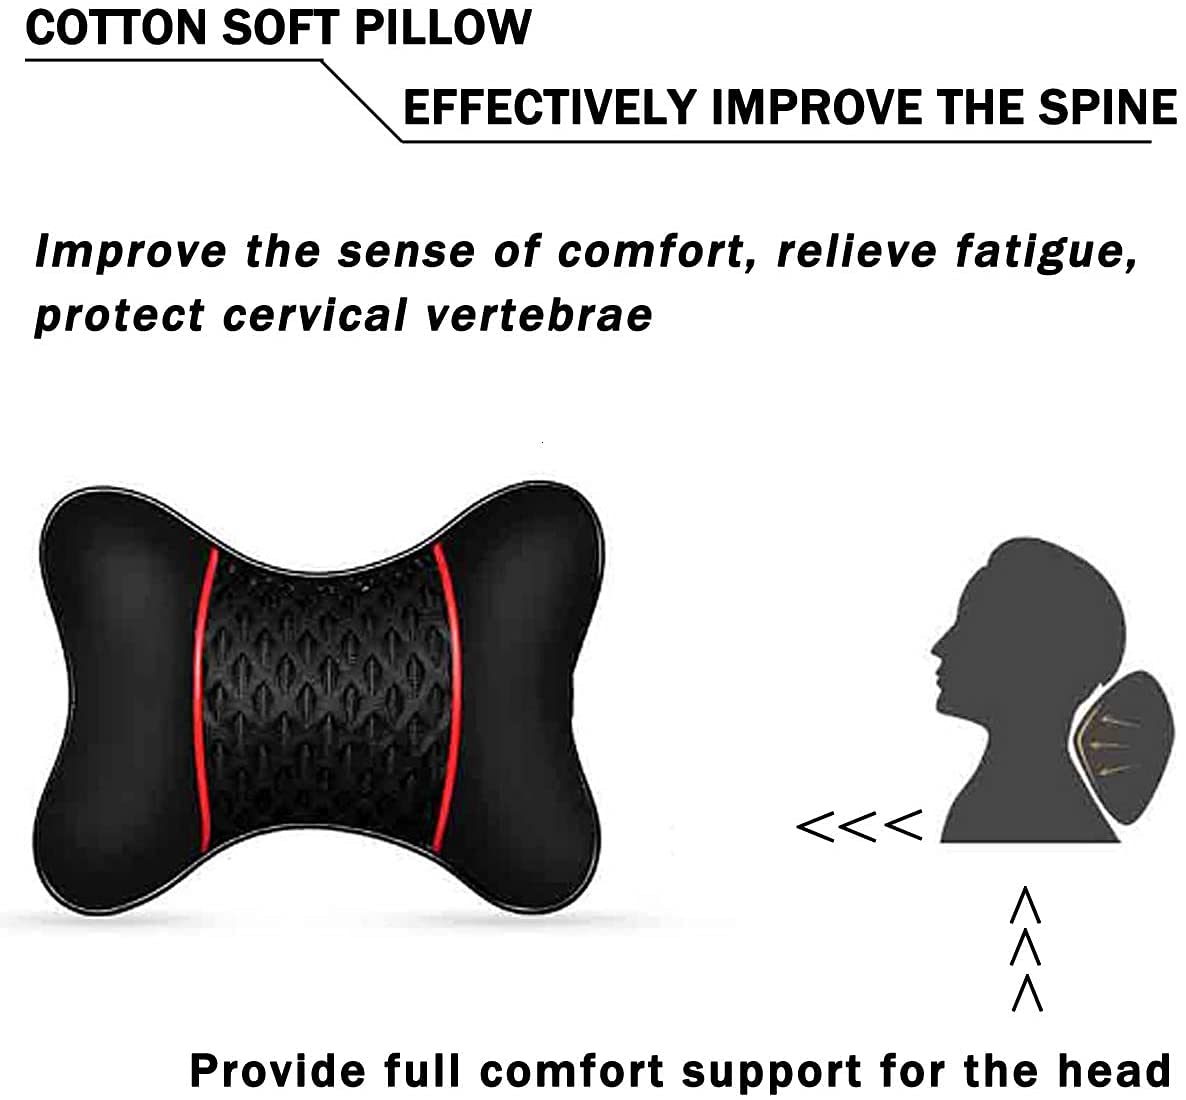 COTTON SOFT PILLOW
EFFECTIVELY IMPROVE THE SPINE
Improve the sense of comfort, relieve fatigue,
protect cervical vertebrae
Provide full comfort support for the head